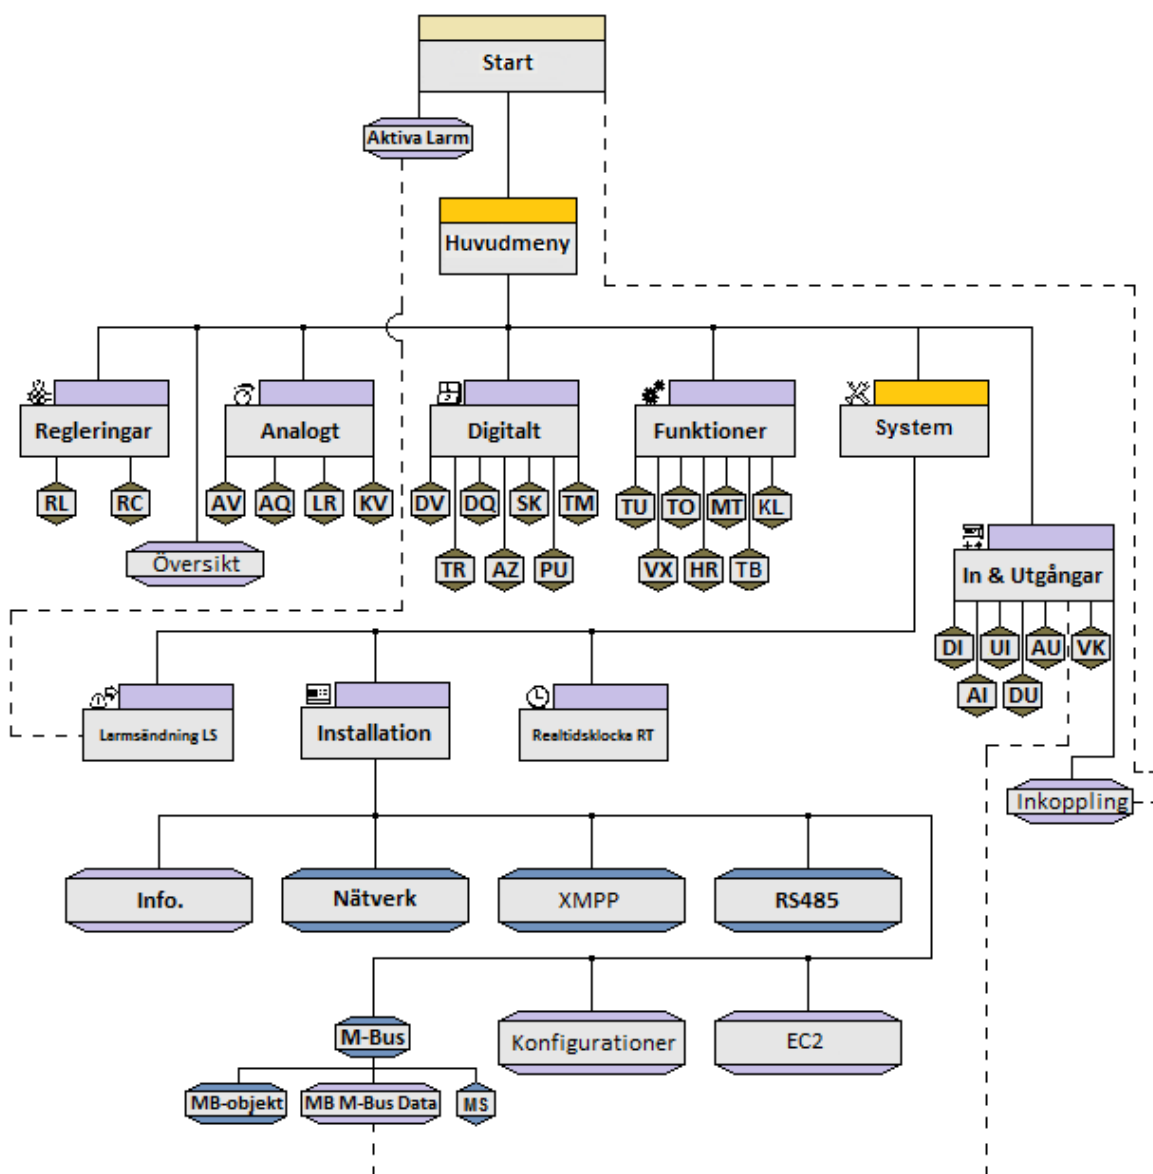 Start
Aktiva Larm
Huvudmeny
Regleringar
Analogt
Digitalt
Funktioner
System
RL
RC
AV
AQ
LR
KV
DV
DQ
SK
TM
TU
TO
MT
KL
Översikt
TR
AZ
PU
VX
HR
TB
In & Utgångar
DI
UI
AU
VK
AI
DU
Larmsändning LS
Installation
Realtidsklocka RT
Inkoppling
Info.
Nätverk
XMPP
RS485
M-Bus
Konfigurationer
EC2
MB-objekt
MB M-Bus Data
MS